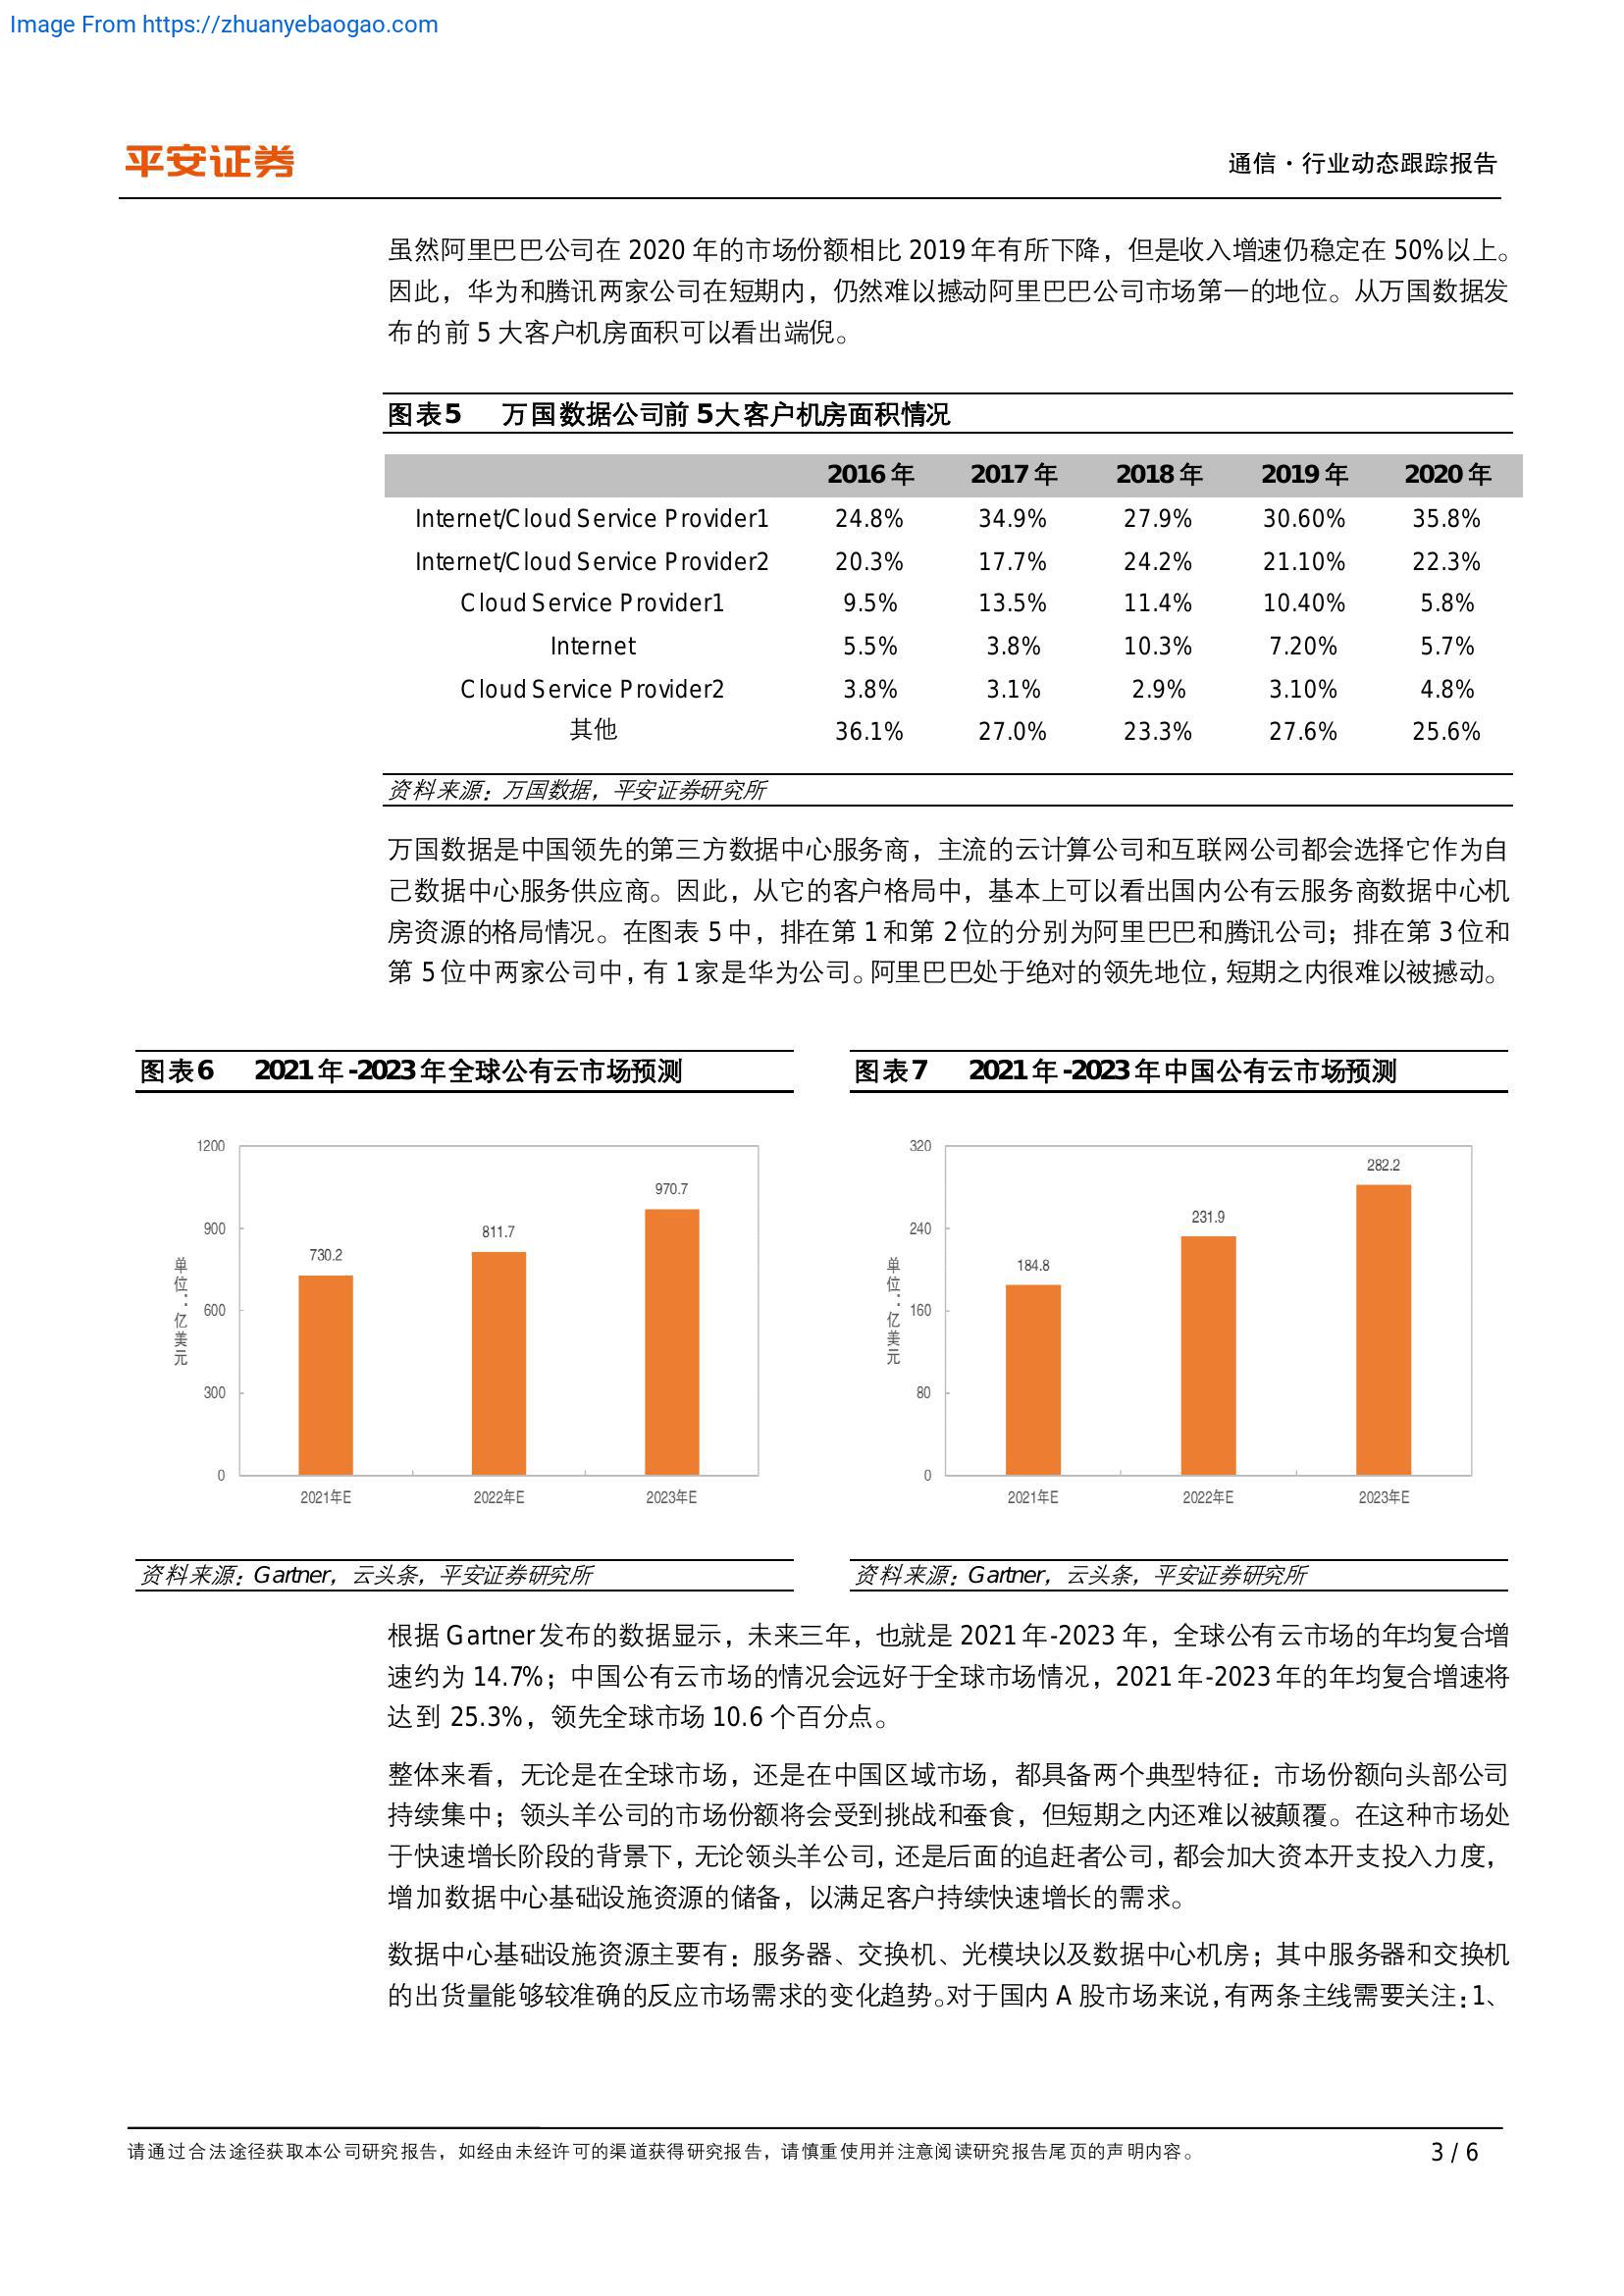 Image From https://zhuanyebaogao.com
平安证券
通信·行业动态跟踪报告
虽然阿里巴巴公司在 2020 年的市场份额相比 2019 年有所下降，但是收入增速仍稳定在 50%以上。
因此，华为和腾讯两家公司在短期内，仍然难以撼动阿里巴巴公司市场第一的地位。从万国数据发
布的前 5 大客户机房面积可以看出端倪。
图表5 万国数据公司前 5大客户机房面积情况
2016 年 2017 年 2018 年 2019 年 2020 年
Internet/Cloud Service Provider1 24.8% 34.9% 27.9% 30.60% 35.8%
Internet/Cloud Service Provider2 20.3% 17.7% 24.2% 21.10% 22.3%
Cloud Service Provider1 9.5% 13.5% 11.4% 10.40% 5.8%
Internet 5.5% 3.8% 10.3% 7.20% 5.7%
Cloud Service Provider2 3.8% 3.1% 2.9% 3.10% 4.8%
其他 36.1% 27.0% 23.3% 27.6% 25.6%
资料来源：万国数据，平安证券研究所
万国数据是中国领先的第三方数据中心服务商，主流的云计算公司和互联网公司都会选择它作为自
己数据中心服务供应商。因此，从它的客户格局中，基本上可以看出国内公有云服务商数据中心机
房资源的格局情况。在图表 5 中，排在第 1 和第 2 位的分别为阿里巴巴和腾讯公司；排在第 3 位和
第 5 位中两家公司中，有 1 家是华为公司。阿里巴巴处于绝对的领先地位，短期之内很难以被撼动。
图表6 2021 年-2023 年全球公有云市场预测
1200
900
600
300
0
单位：亿美元
730.2
811.7
970.7
2021年E 2022年E 2023年E
资料来源：Gartner，云头条，平安证券研究所
图表7 2021 年-2023 年中国公有云市场预测
320
240
160
80
0
单位：亿美元
184.8
231.9
282.2
2021年E 2022年E 2023年E
资料来源：Gartner，云头条，平安证券研究所
根据 Gartner 发布的数据显示，未来三年，也就是 2021 年-2023 年，全球公有云市场的年均复合增
速约为 14.7%；中国公有云市场的情况会远好于全球市场情况，2021 年-2023 年的年均复合增速将
达到 25.3%，领先全球市场 10.6 个百分点。
整体来看，无论是在全球市场，还是在中国区域市场，都具备两个典型特征：市场份额向头部公司
持续集中；领头羊公司的市场份额将会受到挑战和蚕食，但短期之内还难以被颠覆。在这种市场处
于快速增长阶段的背景下，无论领头羊公司，还是后面的追赶者公司，都会加大资本开支投入力度，
增加数据中心基础设施资源的储备，以满足客户持续快速增长的需求。
数据中心基础设施资源主要有：服务器、交换机、光模块以及数据中心机房；其中服务器和交换机
的出货量能够较准确的反应市场需求的变化趋势。对于国内 A 股市场来说，有两条主线需要关注：1、
请通过合法途径获取本公司研究报告，如经由未经许可的渠道获得研究报告，请慎重使用并注意阅读研究报告尾页的声明内容。
3 / 6